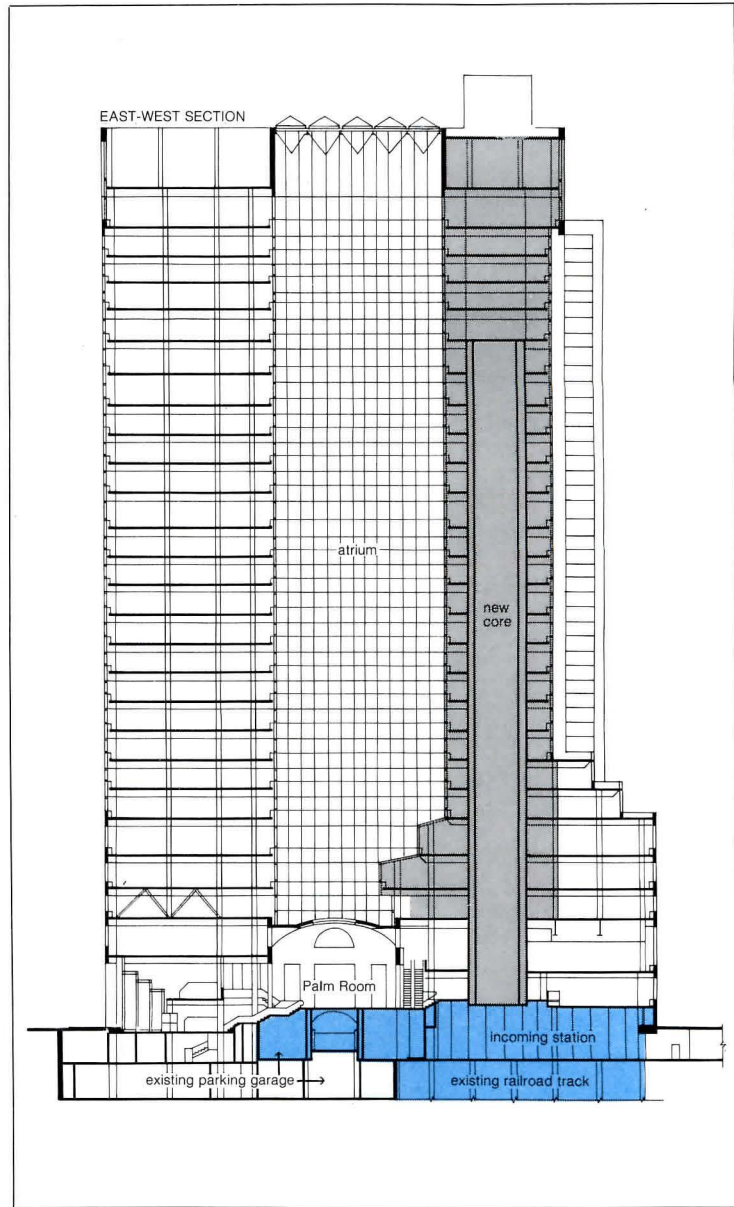 EAST-WEST SECTION
atrium
new
core
Palm Room
incoming station
existing parking garage
existing railroad track